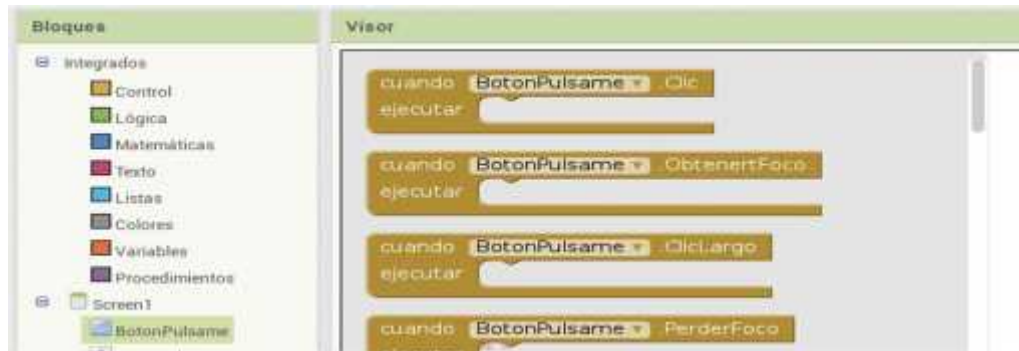 Bloques
Visor
Integrados
Control
Lógica
Matemáticas
Texto
Listas
Colores
Variables
Procedimientos
Screen1
BotonPulsame
cuando BotonPulsame .Clic
ejecutar
cuando BotonPulsame .ObtenertFoco
ejecutar
cuando BotonPulsame .ClicLargo
ejecutar
cuando BotonPulsame .PerderFoco